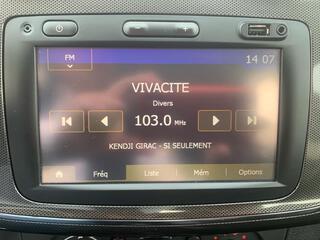 FM
14 07
VIVACITE
Divers
103.0 MHz
KENDJI GIRAC - SI SEULEMENT
Fréq Liste Mém Options